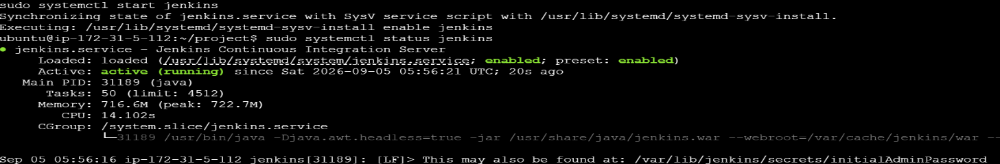 sudo systemctl start jenkins
Synchronizing state of jenkins.service with SysV service script with /usr/lib/systemd/systemd-sysv-install.
Executing: /usr/lib/systemd/systemd-sysv-install enable jenkins
ubuntu@ip-172-31-5-112:~/project$ sudo systemctl status jenkins
● jenkins.service - Jenkins Continuous Integration Server
Loaded: loaded (/usr/lib/systemd/system/jenkins.service; enabled; preset: enabled)
Active: active (running) since Sat 2026-09-05 05:56:21 UTC; 20s ago
Main PID: 31189 (java)
Tasks: 50 (limit: 4512)
Memory: 716.6M (peak: 722.7M)
CPU: 14.102s
CGroup: /system.slice/jenkins.service
└─31189 /usr/bin/java -Djava.awt.headless=true -jar /usr/share/java/jenkins.war --webroot=/var/cache/jenkins/war --
Sep 05 05:56:16 ip-172-31-5-112 jenkins[31189]: [LF]> This may also be found at: /var/lib/jenkins/secrets/initialAdminPassword